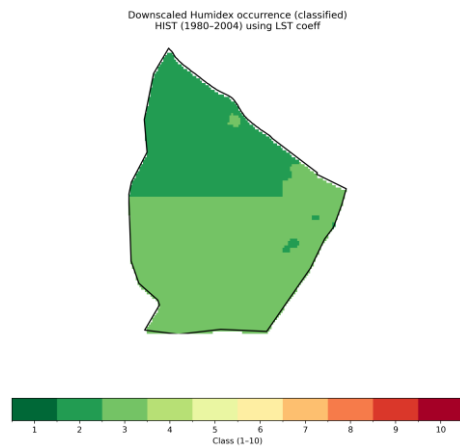 Downscaled Humidex occurrence (classified)
HIST (1980–2004) using LST coeff
1 2 3 4 5 6 7 8 9 10
Class (1–10)